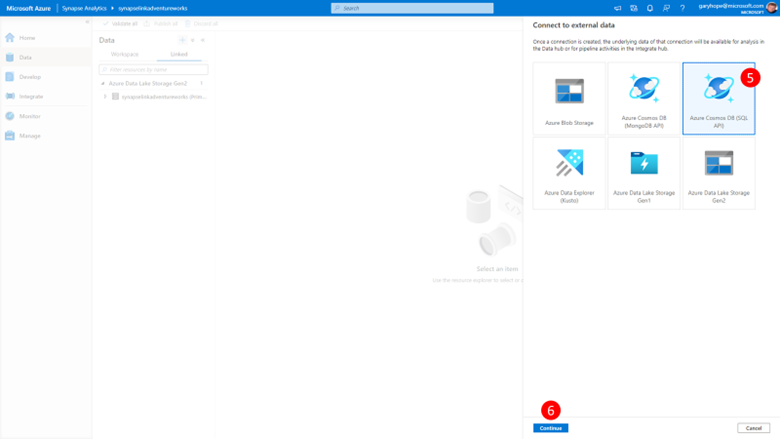 Microsoft Azure
Synapse Analytics
synapselinkadventureworks
Search
garyhope@microsoft.com
MICROSOFT
Validate all
Publish all
Discard all
Home
Data
Develop
Integrate
Monitor
Manage
Data
Workspace
Linked
Filter resources by name
Azure Data Lake Storage Gen2
1
synapselinkadventureworks
Select an item
Use the resource explorer to select or
Connect to external data
Once a connection is created, the underlying data of that connection will be available for analysis in
the Data hub or for pipeline activities in the Integrate hub.
5
Azure Blob Storage
Azure Cosmos DB
(MongoDB API)
Azure Cosmos DB (SQL
API)
Azure Data Explorer
(Kusto)
Azure Data Lake Storage
Gen1
Azure Data Lake Storage
Gen2
6
Continue
Cancel